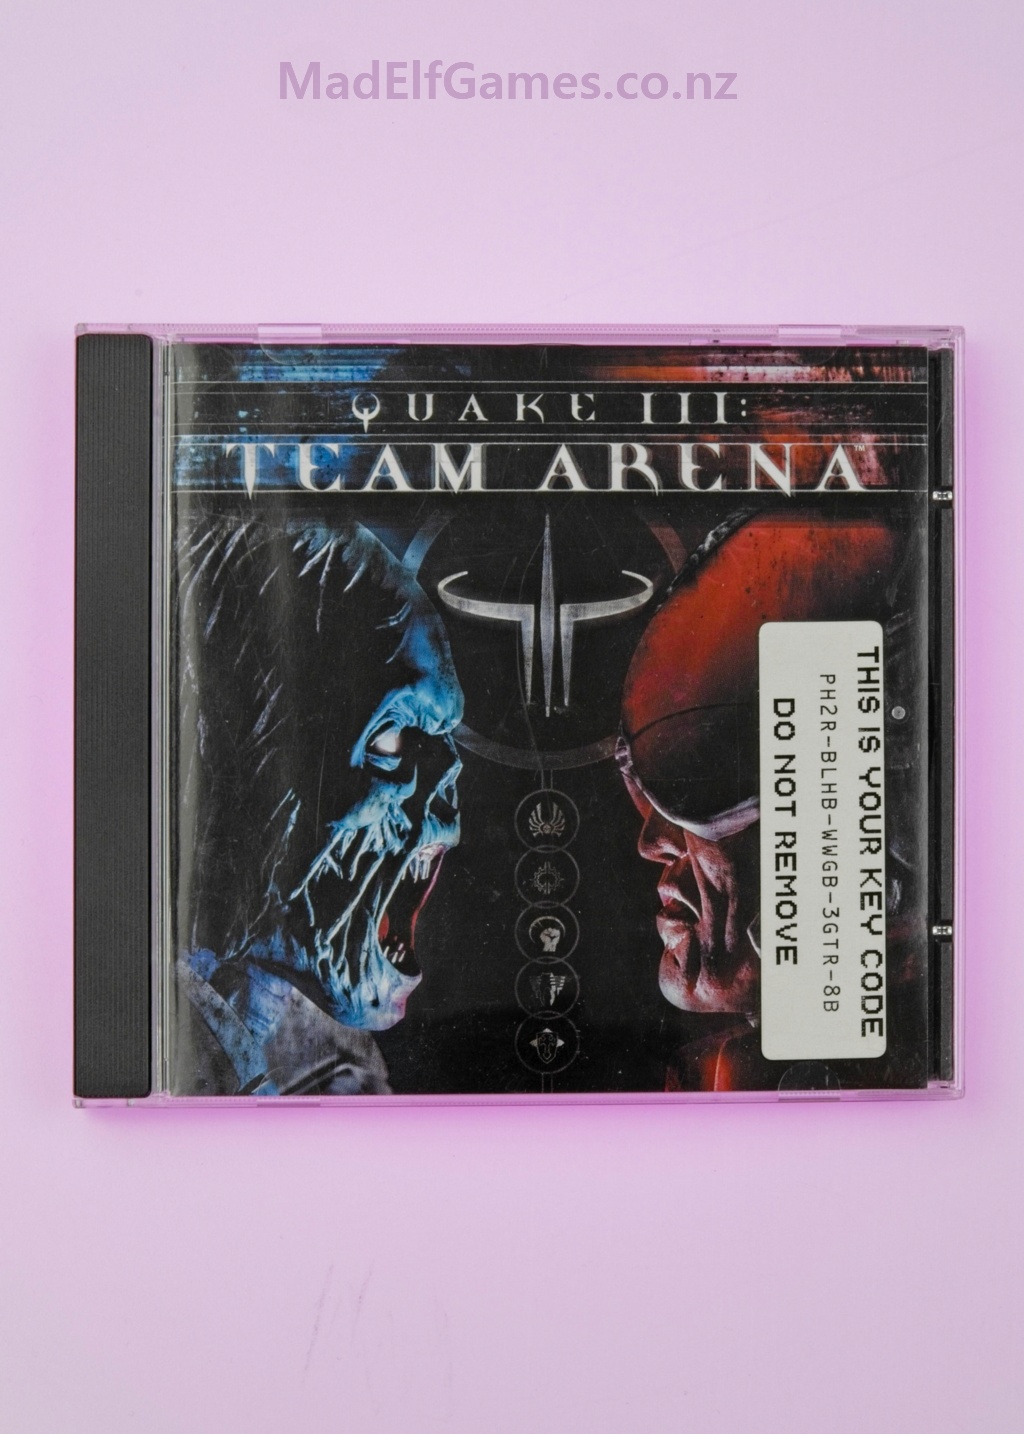 MadElfGames.co.nz
QUAKE III:
TEAM ARENA™
THIS IS YOUR KEY CODE
PH2R-BLHB-WWGB-3GTR-8B
DO NOT REMOVE